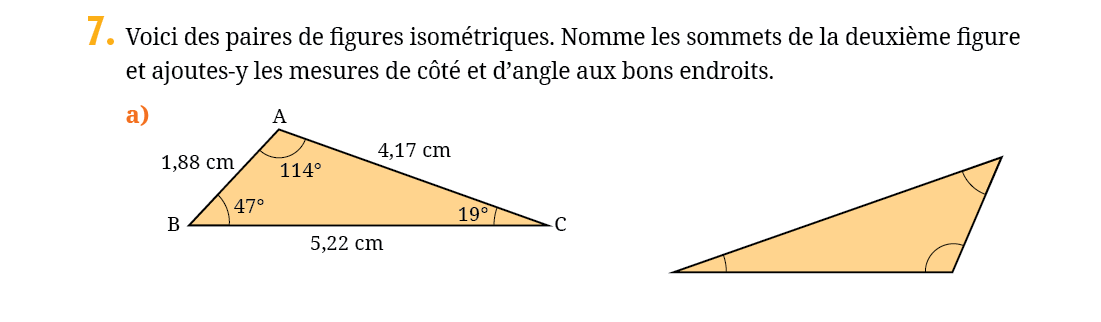 7. Voici des paires de figures isométriques. Nomme les sommets de la deuxième figure
et ajoutes-y les mesures de côté et d’angle aux bons endroits.
a)
A
1,88 cm
4,17 cm
114°
47°
19°
B
C
5,22 cm